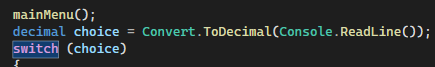 mainMenu();
decimal choice = Convert.ToDecimal(Console.ReadLine());
switch (choice)
{